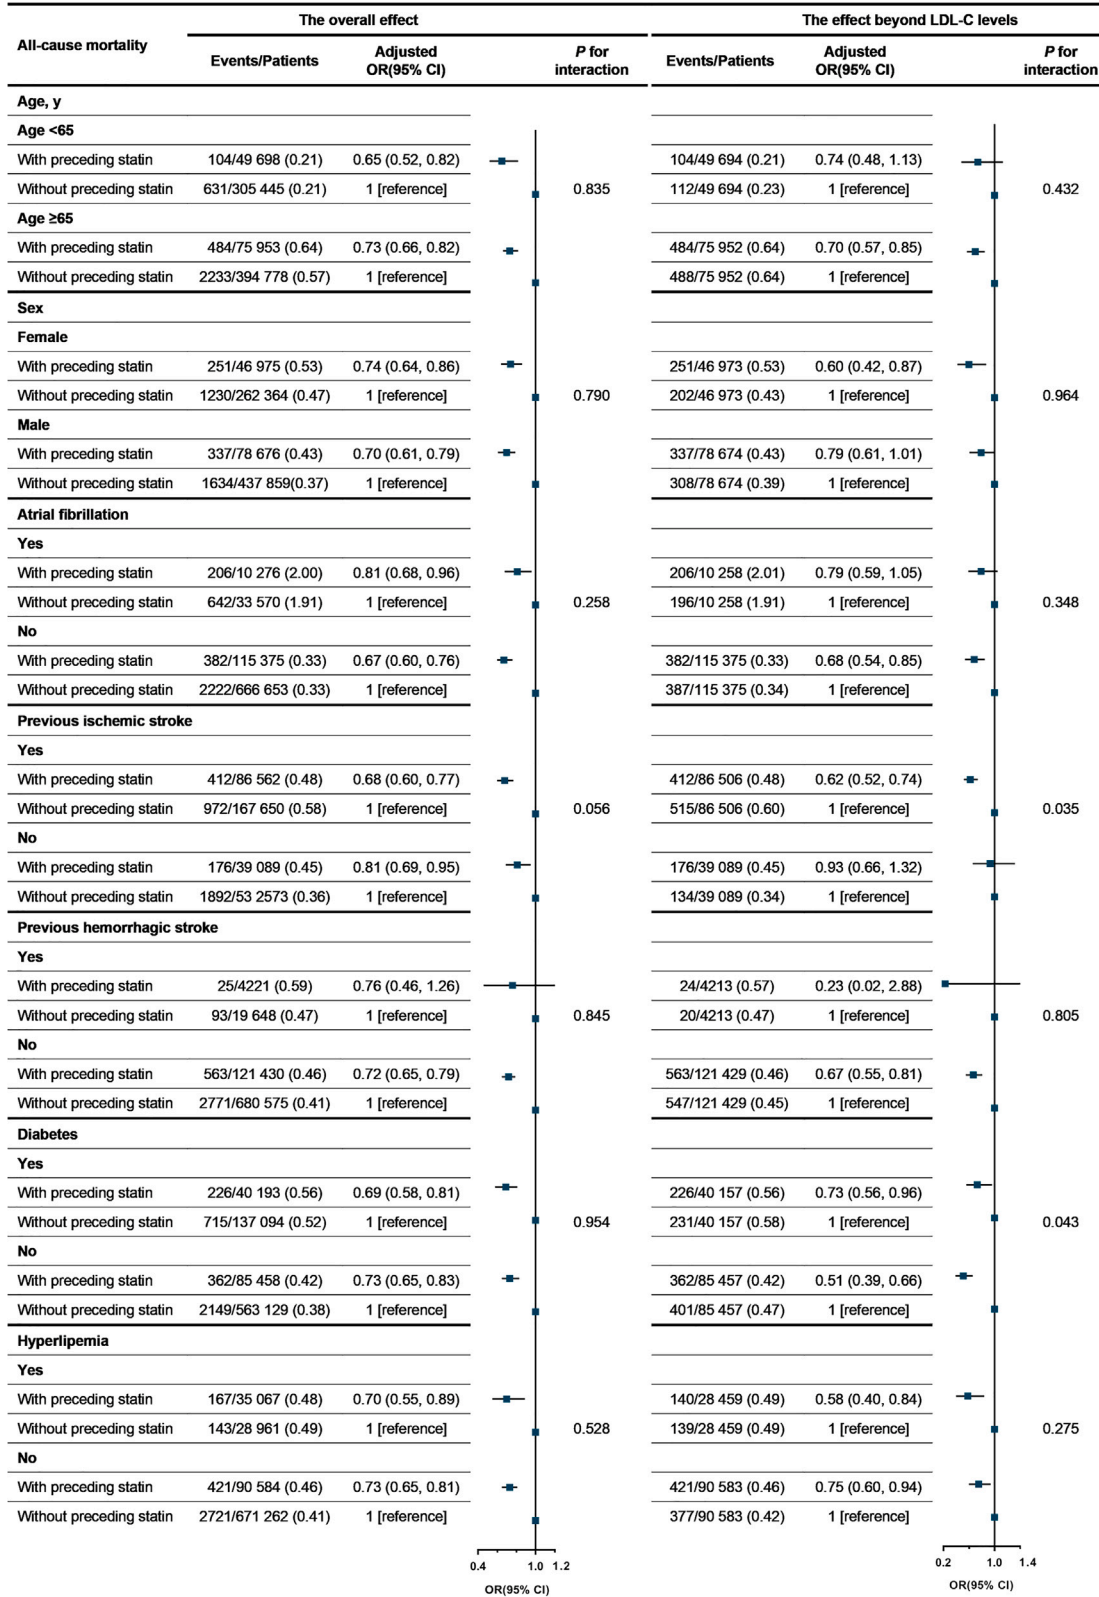 The overall effect The effect beyond LDL-C levels
All-cause mortality Events/Patients Adjusted OR(95% CI) P for interaction Events/Patients Adjusted OR(95% CI) P for interaction
Age, y
Age <65
With preceding statin 104/49 698 (0.21) 0.65 (0.52, 0.82) 104/49 694 (0.21) 0.74 (0.48, 1.13)
Without preceding statin 631/305 445 (0.21) 1 [reference] 0.835 112/49 694 (0.23) 1 [reference] 0.432
Age ≥65
With preceding statin 484/75 953 (0.64) 0.73 (0.66, 0.82) 484/75 952 (0.64) 0.70 (0.57, 0.85)
Without preceding statin 2233/394 778 (0.57) 1 [reference] 488/75 952 (0.64) 1 [reference]
Sex
Female
With preceding statin 251/46 975 (0.53) 0.74 (0.64, 0.86) 251/46 973 (0.53) 0.60 (0.42, 0.87)
Without preceding statin 1230/262 364 (0.47) 1 [reference] 0.790 202/46 973 (0.43) 1 [reference] 0.964
Male
With preceding statin 337/78 676 (0.43) 0.70 (0.61, 0.79) 337/78 674 (0.43) 0.79 (0.61, 1.01)
Without preceding statin 1634/437 859(0.37) 1 [reference] 308/78 674 (0.39) 1 [reference]
Atrial fibrillation
Yes
With preceding statin 206/10 276 (2.00) 0.81 (0.68, 0.96) 206/10 258 (2.01) 0.79 (0.59, 1.05)
Without preceding statin 642/33 570 (1.91) 1 [reference] 0.258 196/10 258 (1.91) 1 [reference] 0.348
No
With preceding statin 382/115 375 (0.33) 0.67 (0.60, 0.76) 382/115 375 (0.33) 0.68 (0.54, 0.85)
Without preceding statin 2222/666 653 (0.33) 1 [reference] 387/115 375 (0.34) 1 [reference]
Previous ischemic stroke
Yes
With preceding statin 412/86 562 (0.48) 0.68 (0.60, 0.77) 412/86 506 (0.48) 0.62 (0.52, 0.74)
Without preceding statin 972/167 650 (0.58) 1 [reference] 0.056 515/86 506 (0.60) 1 [reference] 0.035
No
With preceding statin 176/39 089 (0.45) 0.81 (0.69, 0.95) 176/39 089 (0.45) 0.93 (0.66, 1.32)
Without preceding statin 1892/53 2573 (0.36) 1 [reference] 134/39 089 (0.34) 1 [reference]
Previous hemorrhagic stroke
Yes
With preceding statin 25/4221 (0.59) 0.76 (0.46, 1.26) 24/4213 (0.57) 0.23 (0.02, 2.88)
Without preceding statin 93/19 648 (0.47) 1 [reference] 0.845 20/4213 (0.47) 1 [reference] 0.805
No
With preceding statin 563/121 430 (0.46) 0.72 (0.65, 0.79) 563/121 429 (0.46) 0.67 (0.55, 0.81)
Without preceding statin 2771/680 575 (0.41) 1 [reference] 547/121 429 (0.45) 1 [reference]
Diabetes
Yes
With preceding statin 226/40 193 (0.56) 0.69 (0.58, 0.81) 226/40 157 (0.56) 0.73 (0.56, 0.96)
Without preceding statin 715/137 094 (0.52) 1 [reference] 0.954 231/40 157 (0.58) 1 [reference] 0.043
No
With preceding statin 362/85 458 (0.42) 0.73 (0.65, 0.83) 362/85 457 (0.42) 0.51 (0.39, 0.66)
Without preceding statin 2149/563 129 (0.38) 1 [reference] 401/85 457 (0.47) 1 [reference]
Hyperlipemia
Yes
With preceding statin 167/35 067 (0.48) 0.70 (0.55, 0.89) 140/28 459 (0.49) 0.58 (0.40, 0.84)
Without preceding statin 143/28 961 (0.49) 1 [reference] 0.528 139/28 459 (0.49) 1 [reference] 0.275
No
With preceding statin 421/90 584 (0.46) 0.73 (0.65, 0.81) 421/90 583 (0.46) 0.75 (0.60, 0.94)
Without preceding statin 2721/671 262 (0.41) 1 [reference] 377/90 583 (0.42) 1 [reference]
0.4 1.0 1.2 0.2 1.0 1.4
OR(95% CI) OR(95% CI)